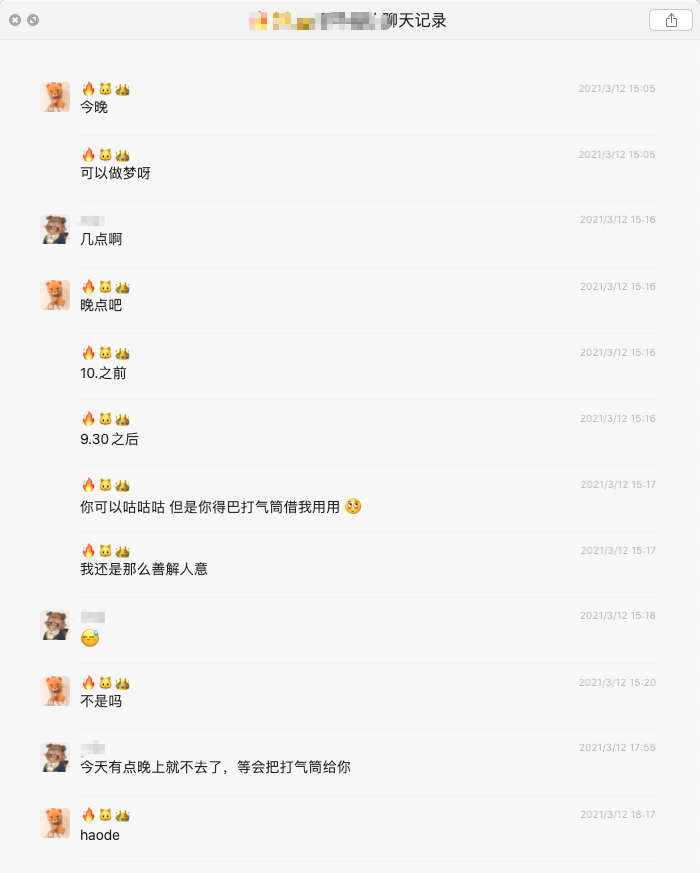 聊天记录
🔥🐱👑
2021/3/12 15:05
今晚
🔥🐱👑
2021/3/12 15:05
可以做梦呀
2021/3/12 15:16
几点啊
🔥🐱👑
2021/3/12 15:16
晚点吧
🔥🐱👑
2021/3/12 15:16
10.之前
🔥🐱👑
2021/3/12 15:16
9.30之后
🔥🐱👑
2021/3/12 15:17
你可以咕咕咕 但是你得巴打气筒借我用用 🥺
🔥🐱👑
2021/3/12 15:17
我还是那么善解人意
2021/3/12 15:18
😅
🔥🐱👑
2021/3/12 15:20
不是吗
2021/3/12 17:55
今天有点晚上就不去了，等会把打气筒给你
🔥🐱👑
2021/3/12 18:17
haode